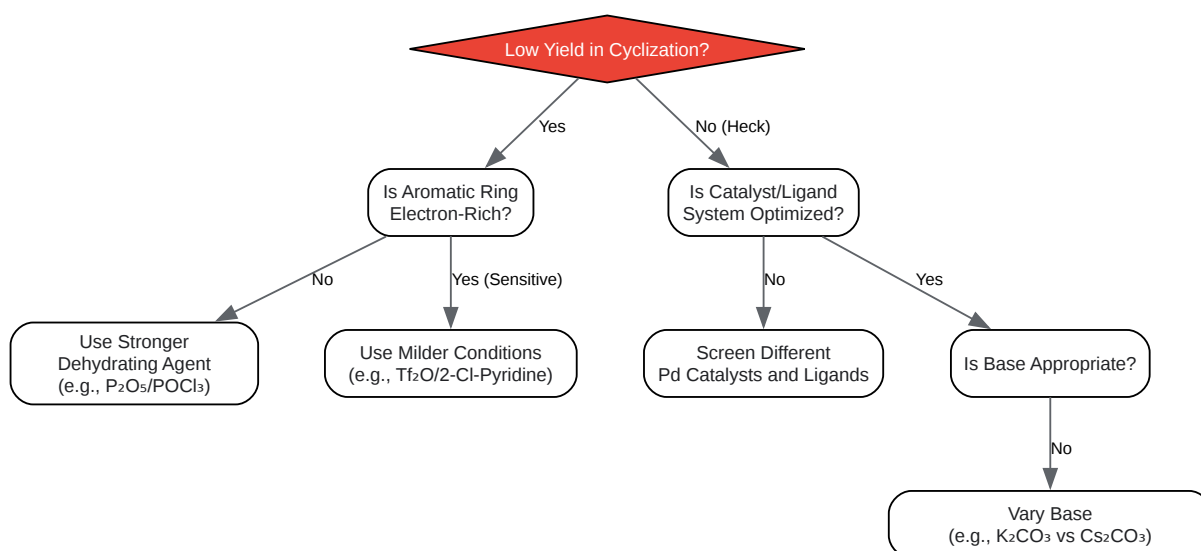 Low Yield in Cyclization?
Yes
No (Heck)
Is Aromatic Ring
Electron-Rich?
Is Catalyst/Ligand
System Optimized?
No
Yes (Sensitive)
No
Yes
Use Stronger
Dehydrating Agent
(e.g., P₂O₅/POCl₃)
Use Milder Conditions
(e.g., Tf₂O/2-Cl-Pyridine)
Screen Different
Pd Catalysts and Ligands
Is Base Appropriate?
No
Vary Base
(e.g., K₂CO₃ vs Cs₂CO₃)